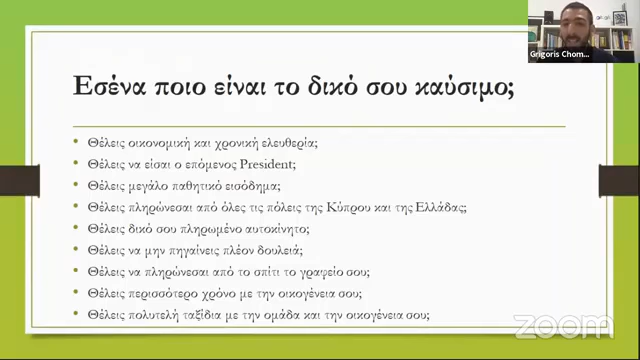 Grigoris Chom...
Εσένα ποιο είναι το δικό σου καύσιμο;
• Θέλεις οικονομική και χρονική ελευθερία;
• Θέλεις να είσαι ο επόμενος President;
• Θέλεις μεγάλο παθητικό εισόδημα;
• Θέλεις πληρώνεσαι από όλες τις πόλεις της Κύπρου και της Ελλάδας;
• Θέλεις δικό σου πληρωμένο αυτοκίνητο;
• Θέλεις να μην πηγαίνεις πλέον δουλειά;
• Θέλεις να πληρώνεσαι από το σπίτι το γραφείο σου;
• Θέλεις περισσότερο χρόνο με την οικογένεια σου;
• Θέλεις πολυτελή ταξίδια με την ομάδα και την οικογένεια σου;
zoom